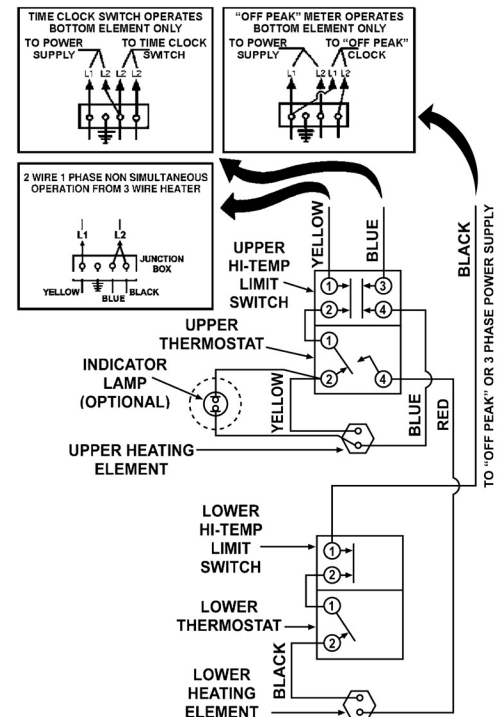 TIME CLOCK SWITCH OPERATES
BOTTOM ELEMENT ONLY
TO POWER
SUPPLY
TO TIME CLOCK
SWITCH
L1 L2 L2 L2
"OFF PEAK" METER OPERATES
BOTTOM ELEMENT ONLY
TO POWER
SUPPLY
TO "OFF PEAK"
CLOCK
L1 L2 L1 L2
2 WIRE 1 PHASE NON SIMULTANEOUS
OPERATION FROM 3 WIRE HEATER
L1 L2
JUNCTION
BOX
YELLOW
BLUE
BLACK
YELLOW
BLUE
BLACK
TO "OFF PEAK" OR 3 PHASE POWER SUPPLY
UPPER
HI-TEMP
LIMIT
SWITCH
1 3
2 4
UPPER
THERMOSTAT
1
2 4
INDICATOR
LAMP
(OPTIONAL)
YELLOW
BLUE
RED
UPPER HEATING
ELEMENT
LOWER
HI-TEMP
LIMIT
SWITCH
1
2
LOWER
THERMOSTAT
1
2
BLACK
LOWER
HEATING
ELEMENT